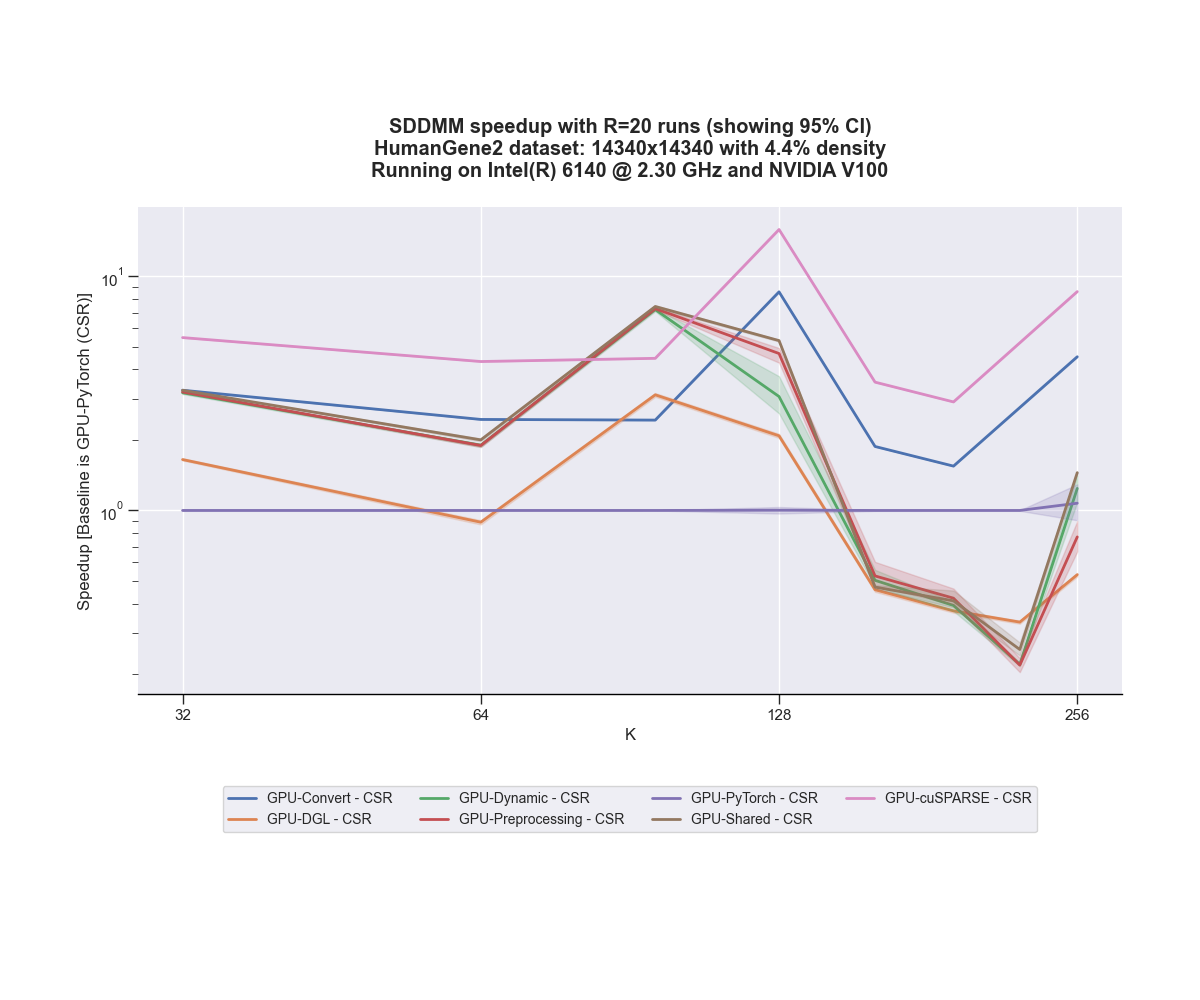 SDDMM speedup with R=20 runs (showing 95% CI)
HumanGene2 dataset: 14340x14340 with 4.4% density
Running on Intel(R) 6140 @ 2.30 GHz and NVIDIA V100
Speedup [Baseline is GPU-PyTorch (CSR)]
10^1
10^0
32 64 128 256
K
GPU-Convert - CSR GPU-Dynamic - CSR GPU-PyTorch - CSR GPU-cuSPARSE - CSR
GPU-DGL - CSR GPU-Preprocessing - CSR GPU-Shared - CSR